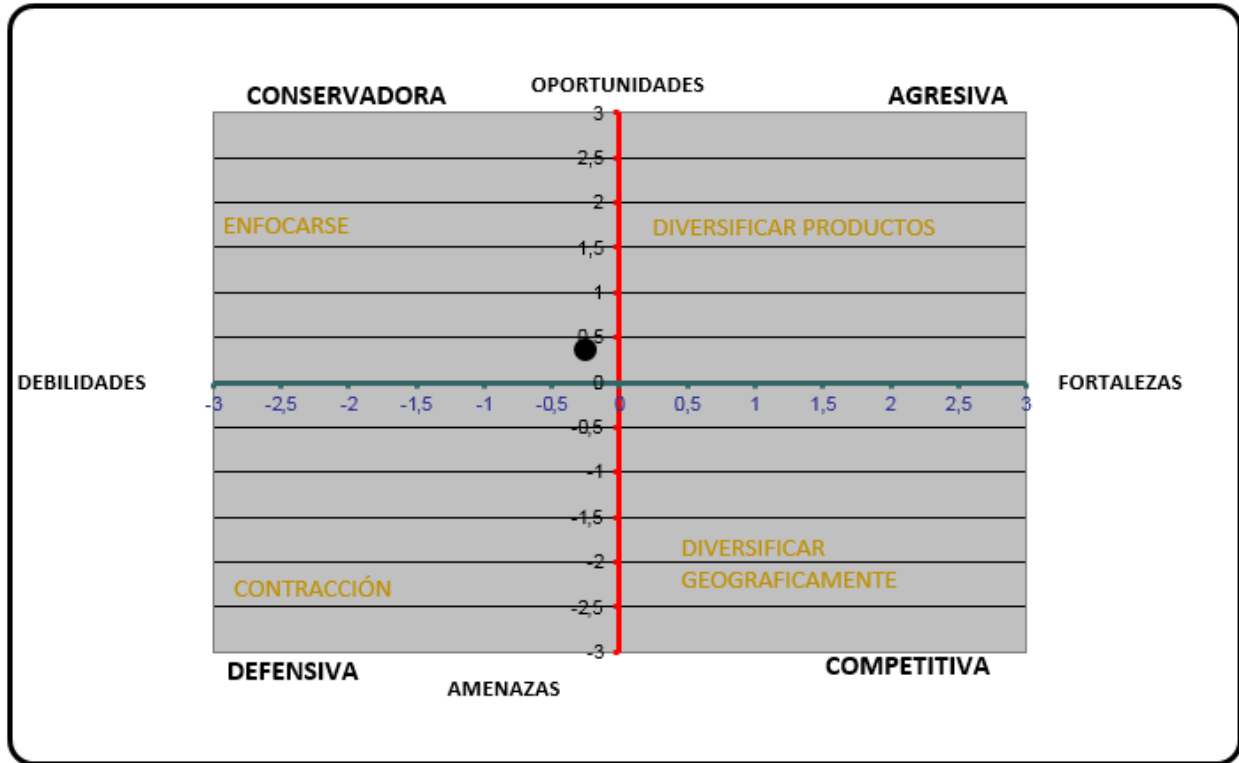 OPORTUNIDADES
CONSERVADORA
AGRESIVA
3
2,5
2
ENFOCARSE
DIVERSIFICAR PRODUCTOS
1,5
1
0,5
DEBILIDADES
0
FORTALEZAS
-3 -2,5 -2 -1,5 -1 -0,5 0 0,5 1 1,5 2 2,5 3
-0,5
-1
-1,5
DIVERSIFICAR
-2
GEOGRAFICAMENTE
CONTRACCIÓN
-2,5
-3
DEFENSIVA
COMPETITIVA
AMENAZAS